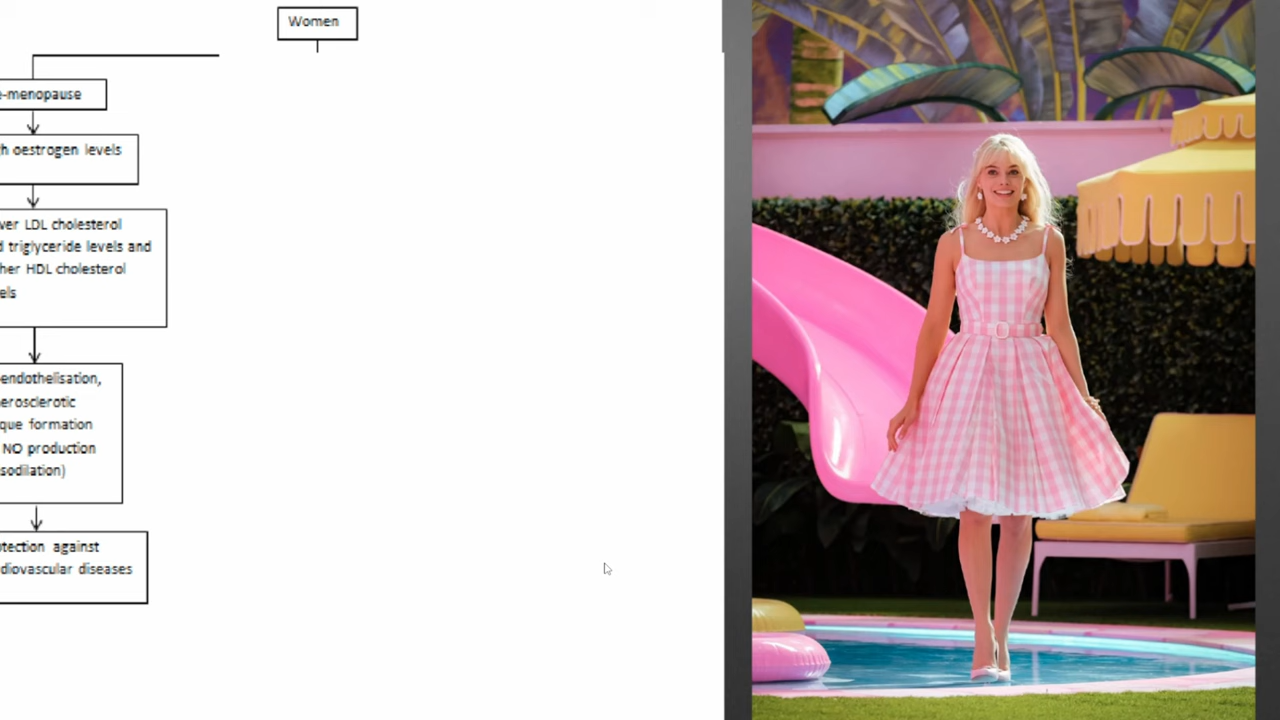 Women
e-menopause
h oestrogen levels
wer LDL cholesterol
d triglyceride levels and
her HDL cholesterol
els
endothelisation,
erosclerotic
que formation
NO production
sodilation)
tection against
diovascular diseases